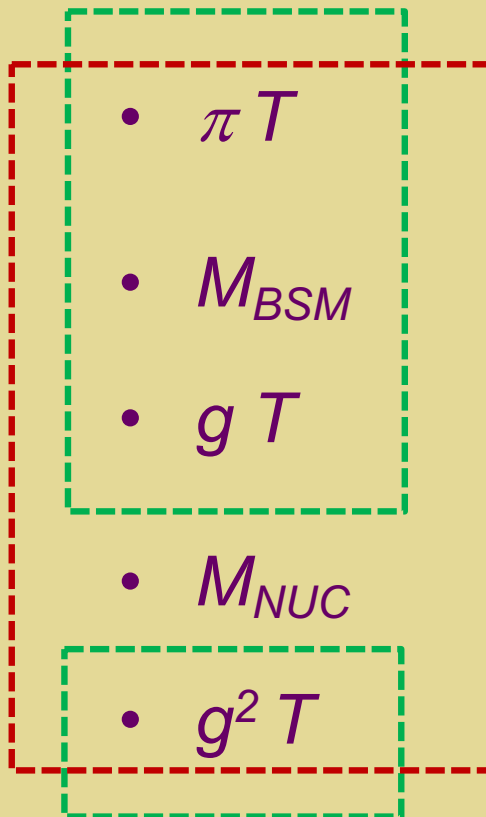 • π T
• M_BSM
• g T
• M_NUC
• g² T